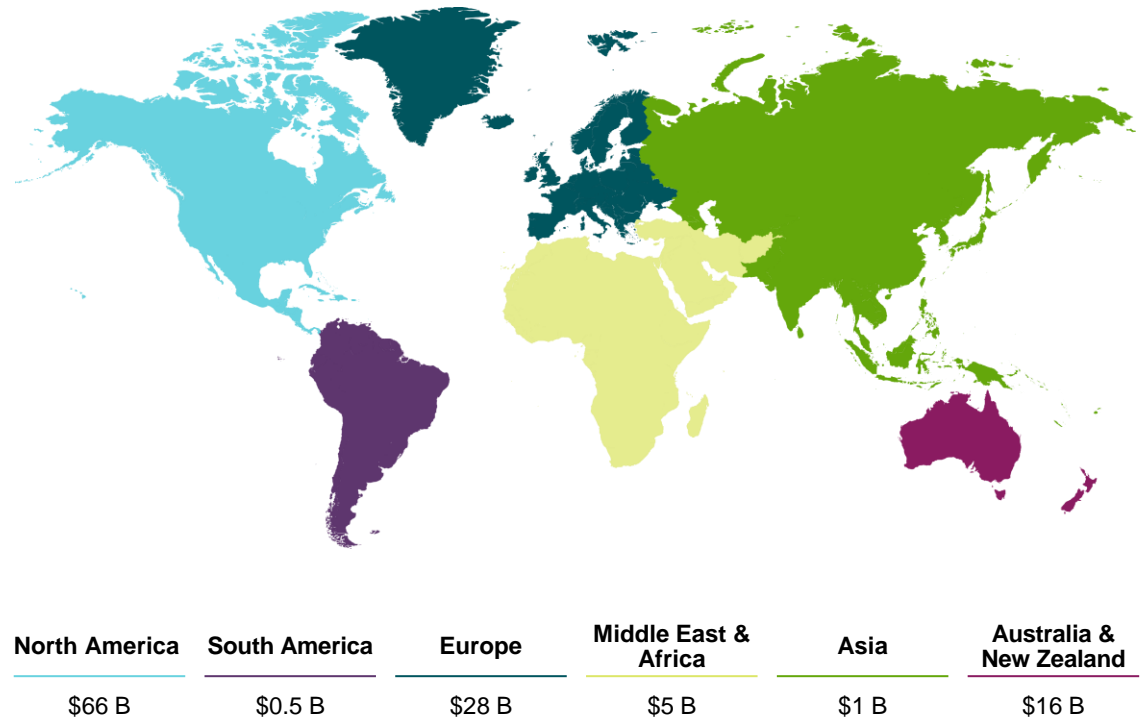 North America
South America
Europe
Middle East &
Africa
Asia
Australia &
New Zealand
$66 B
$0.5 B
$28 B
$5 B
$1 B
$16 B